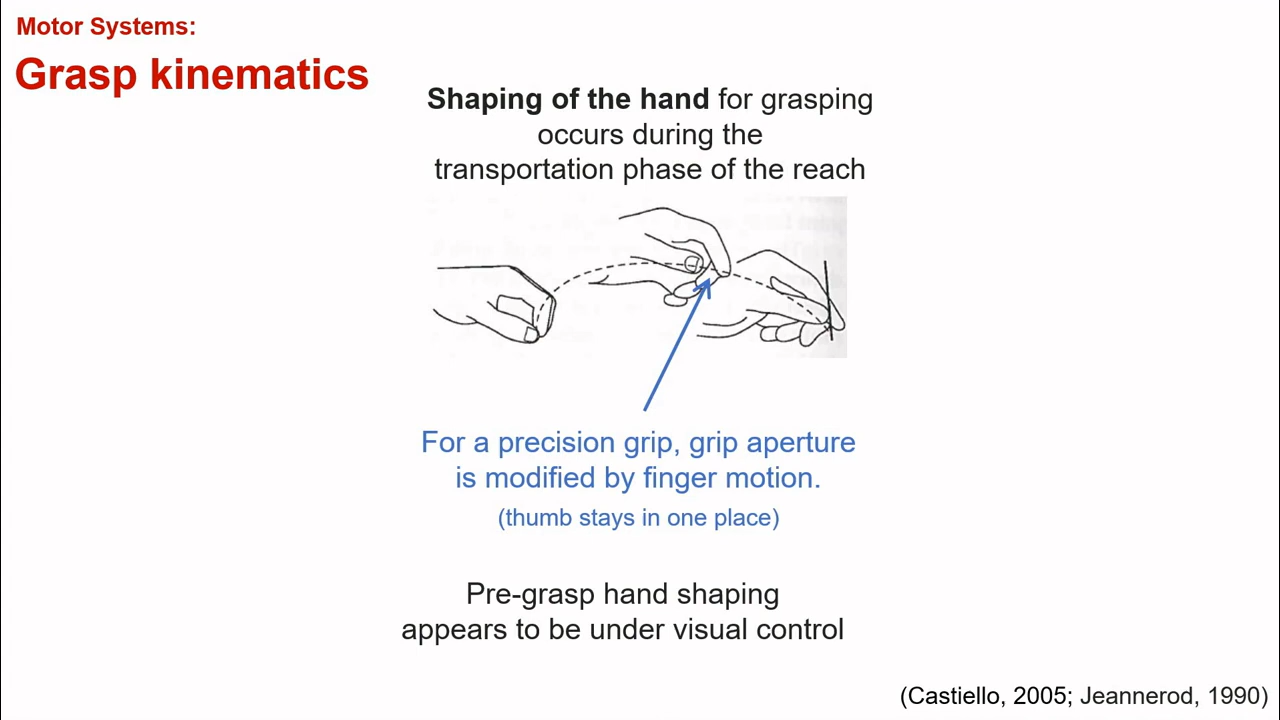 Motor Systems:
Grasp kinematics
Shaping of the hand for grasping
occurs during the
transportation phase of the reach
For a precision grip, grip aperture
is modified by finger motion.
(thumb stays in one place)
Pre-grasp hand shaping
appears to be under visual control
(Castiello, 2005; Jeannerod, 1990)